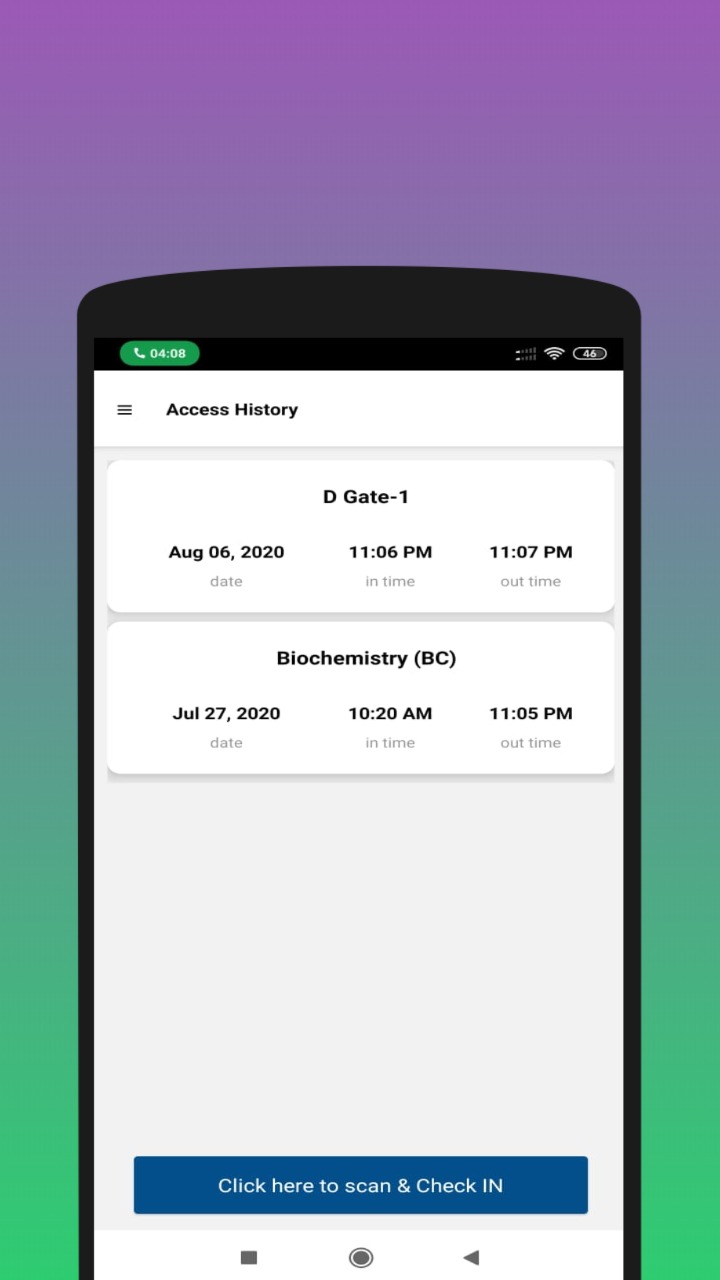 04:08 46
Access History
D Gate-1
Aug 06, 2020 11:06 PM 11:07 PM
date in time out time
Biochemistry (BC)
Jul 27, 2020 10:20 AM 11:05 PM
date in time out time
Click here to scan & Check IN